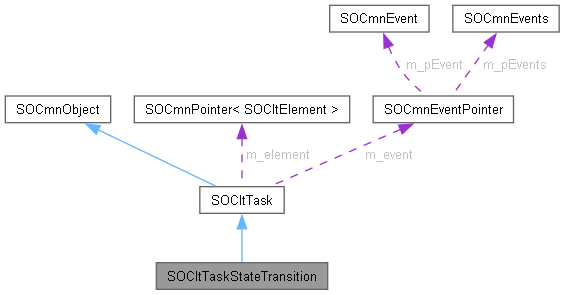 SOCmnEvent
SOCmnEvents
m_pEvent
m_pEvents
SOCmnObject
SOCmnPointer< SOCltElement >
SOCmnEventPointer
m_element
m_event
SOCltTask
SOCltTaskStateTransition